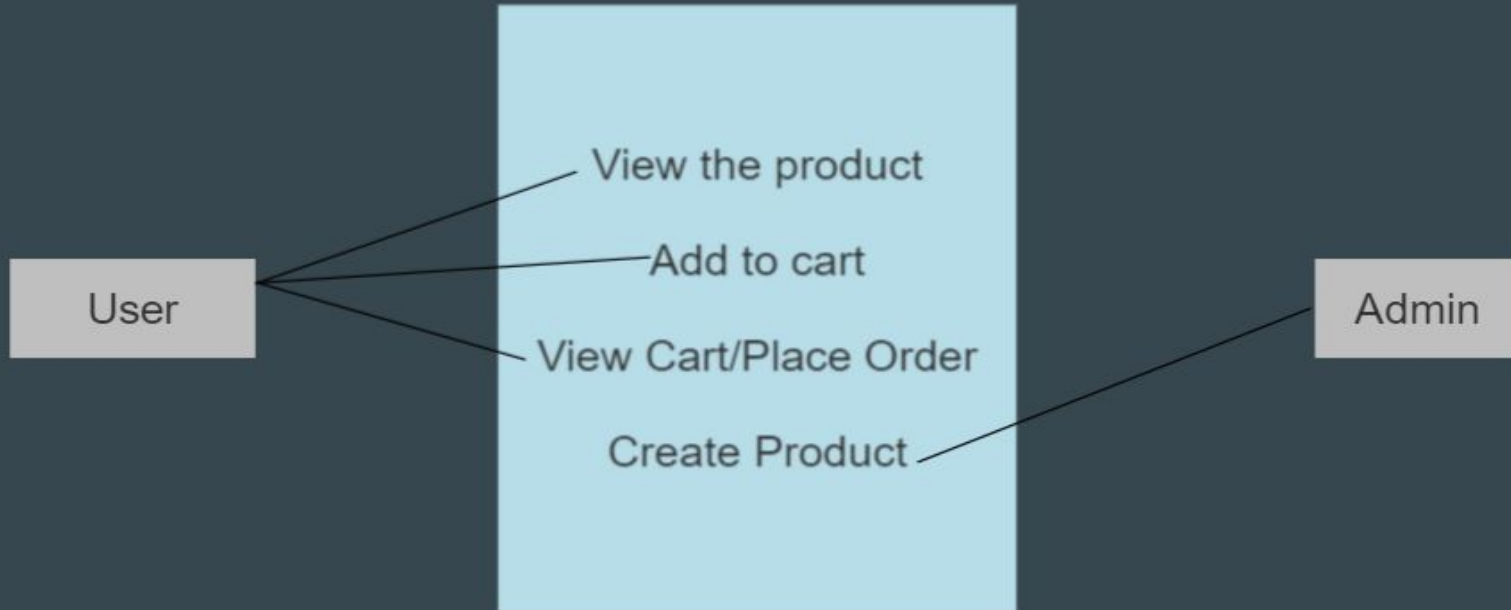 View the product
Add to cart
User
Admin
View Cart/Place Order
Create Product